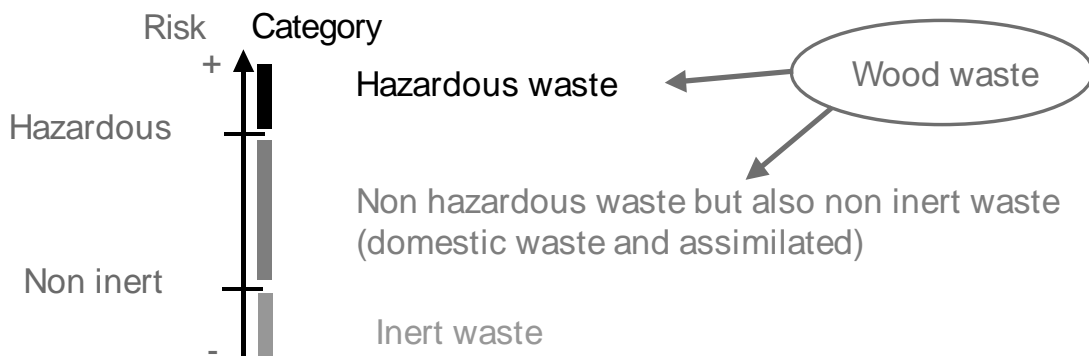 Risk Category
+
Hazardous waste
Wood waste
Hazardous
Non hazardous waste but also non inert waste
(domestic waste and assimilated)
Non inert
Inert waste
-